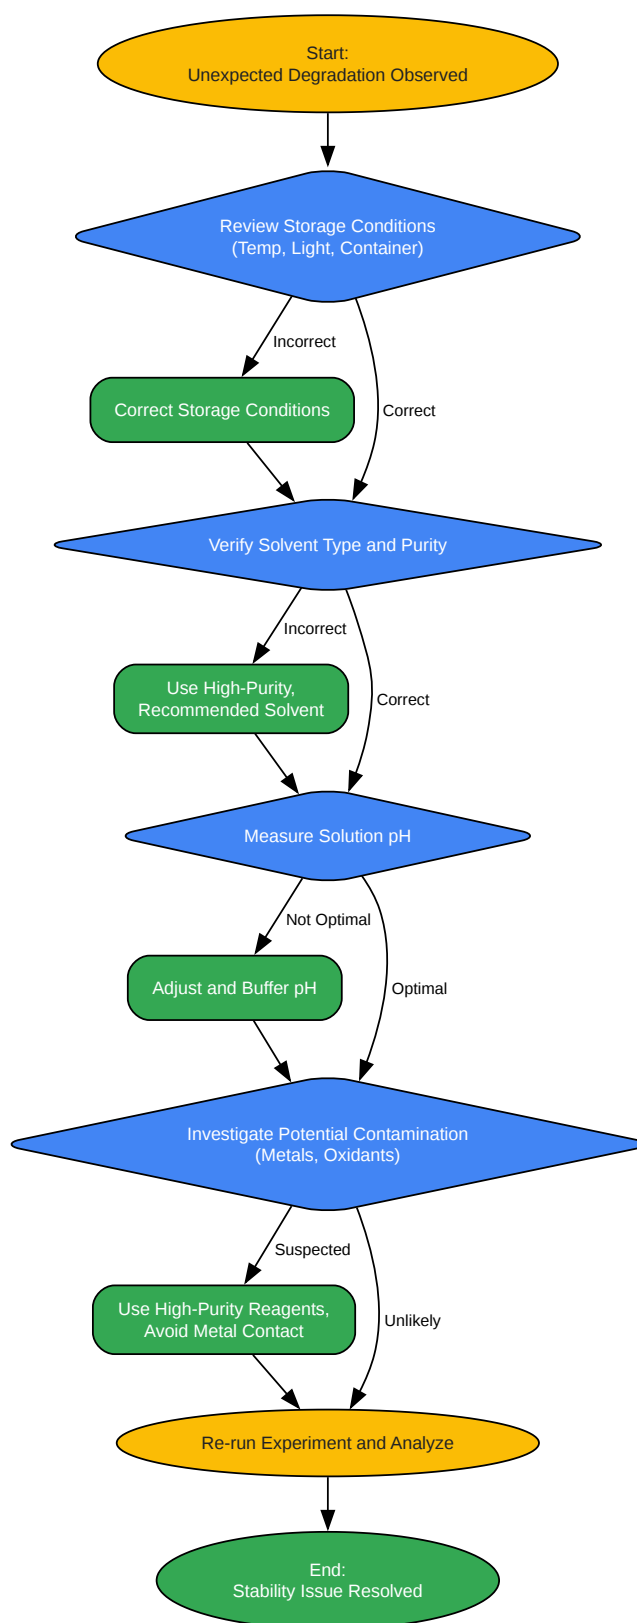 Start:
Unexpected Degradation Observed
Review Storage Conditions
(Temp, Light, Container)
Incorrect
Correct Storage Conditions
Correct
Verify Solvent Type and Purity
Incorrect
Use High-Purity,
Recommended Solvent
Correct
Measure Solution pH
Not Optimal
Adjust and Buffer pH
Optimal
Investigate Potential Contamination
(Metals, Oxidants)
Suspected
Use High-Purity Reagents,
Avoid Metal Contact
Unlikely
Re-run Experiment and Analyze
End:
Stability Issue Resolved